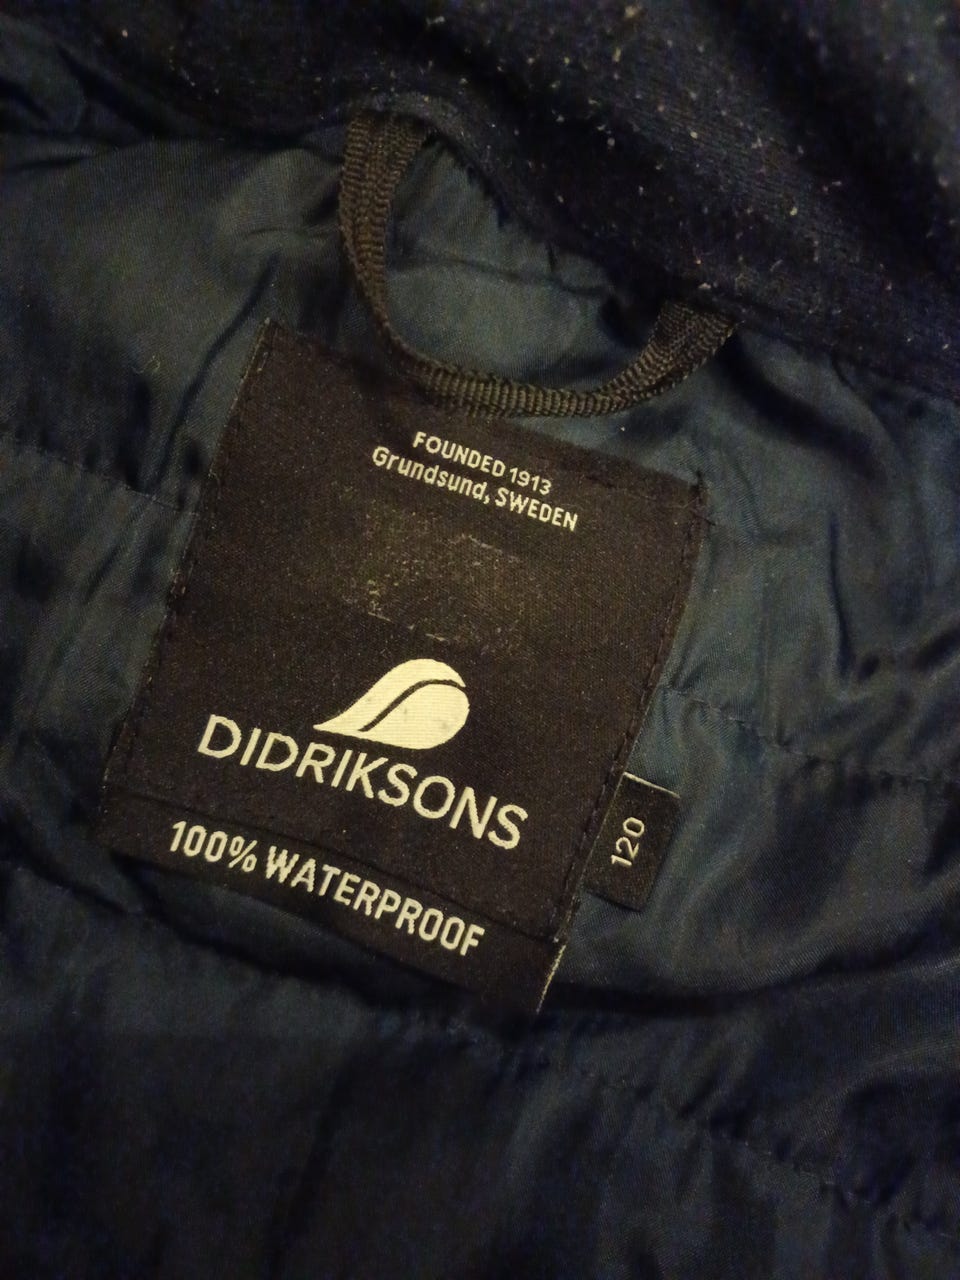 FOUNDED 1913
Grundsund, SWEDEN
DIDRIKSONS
100% WATERPROOF
120